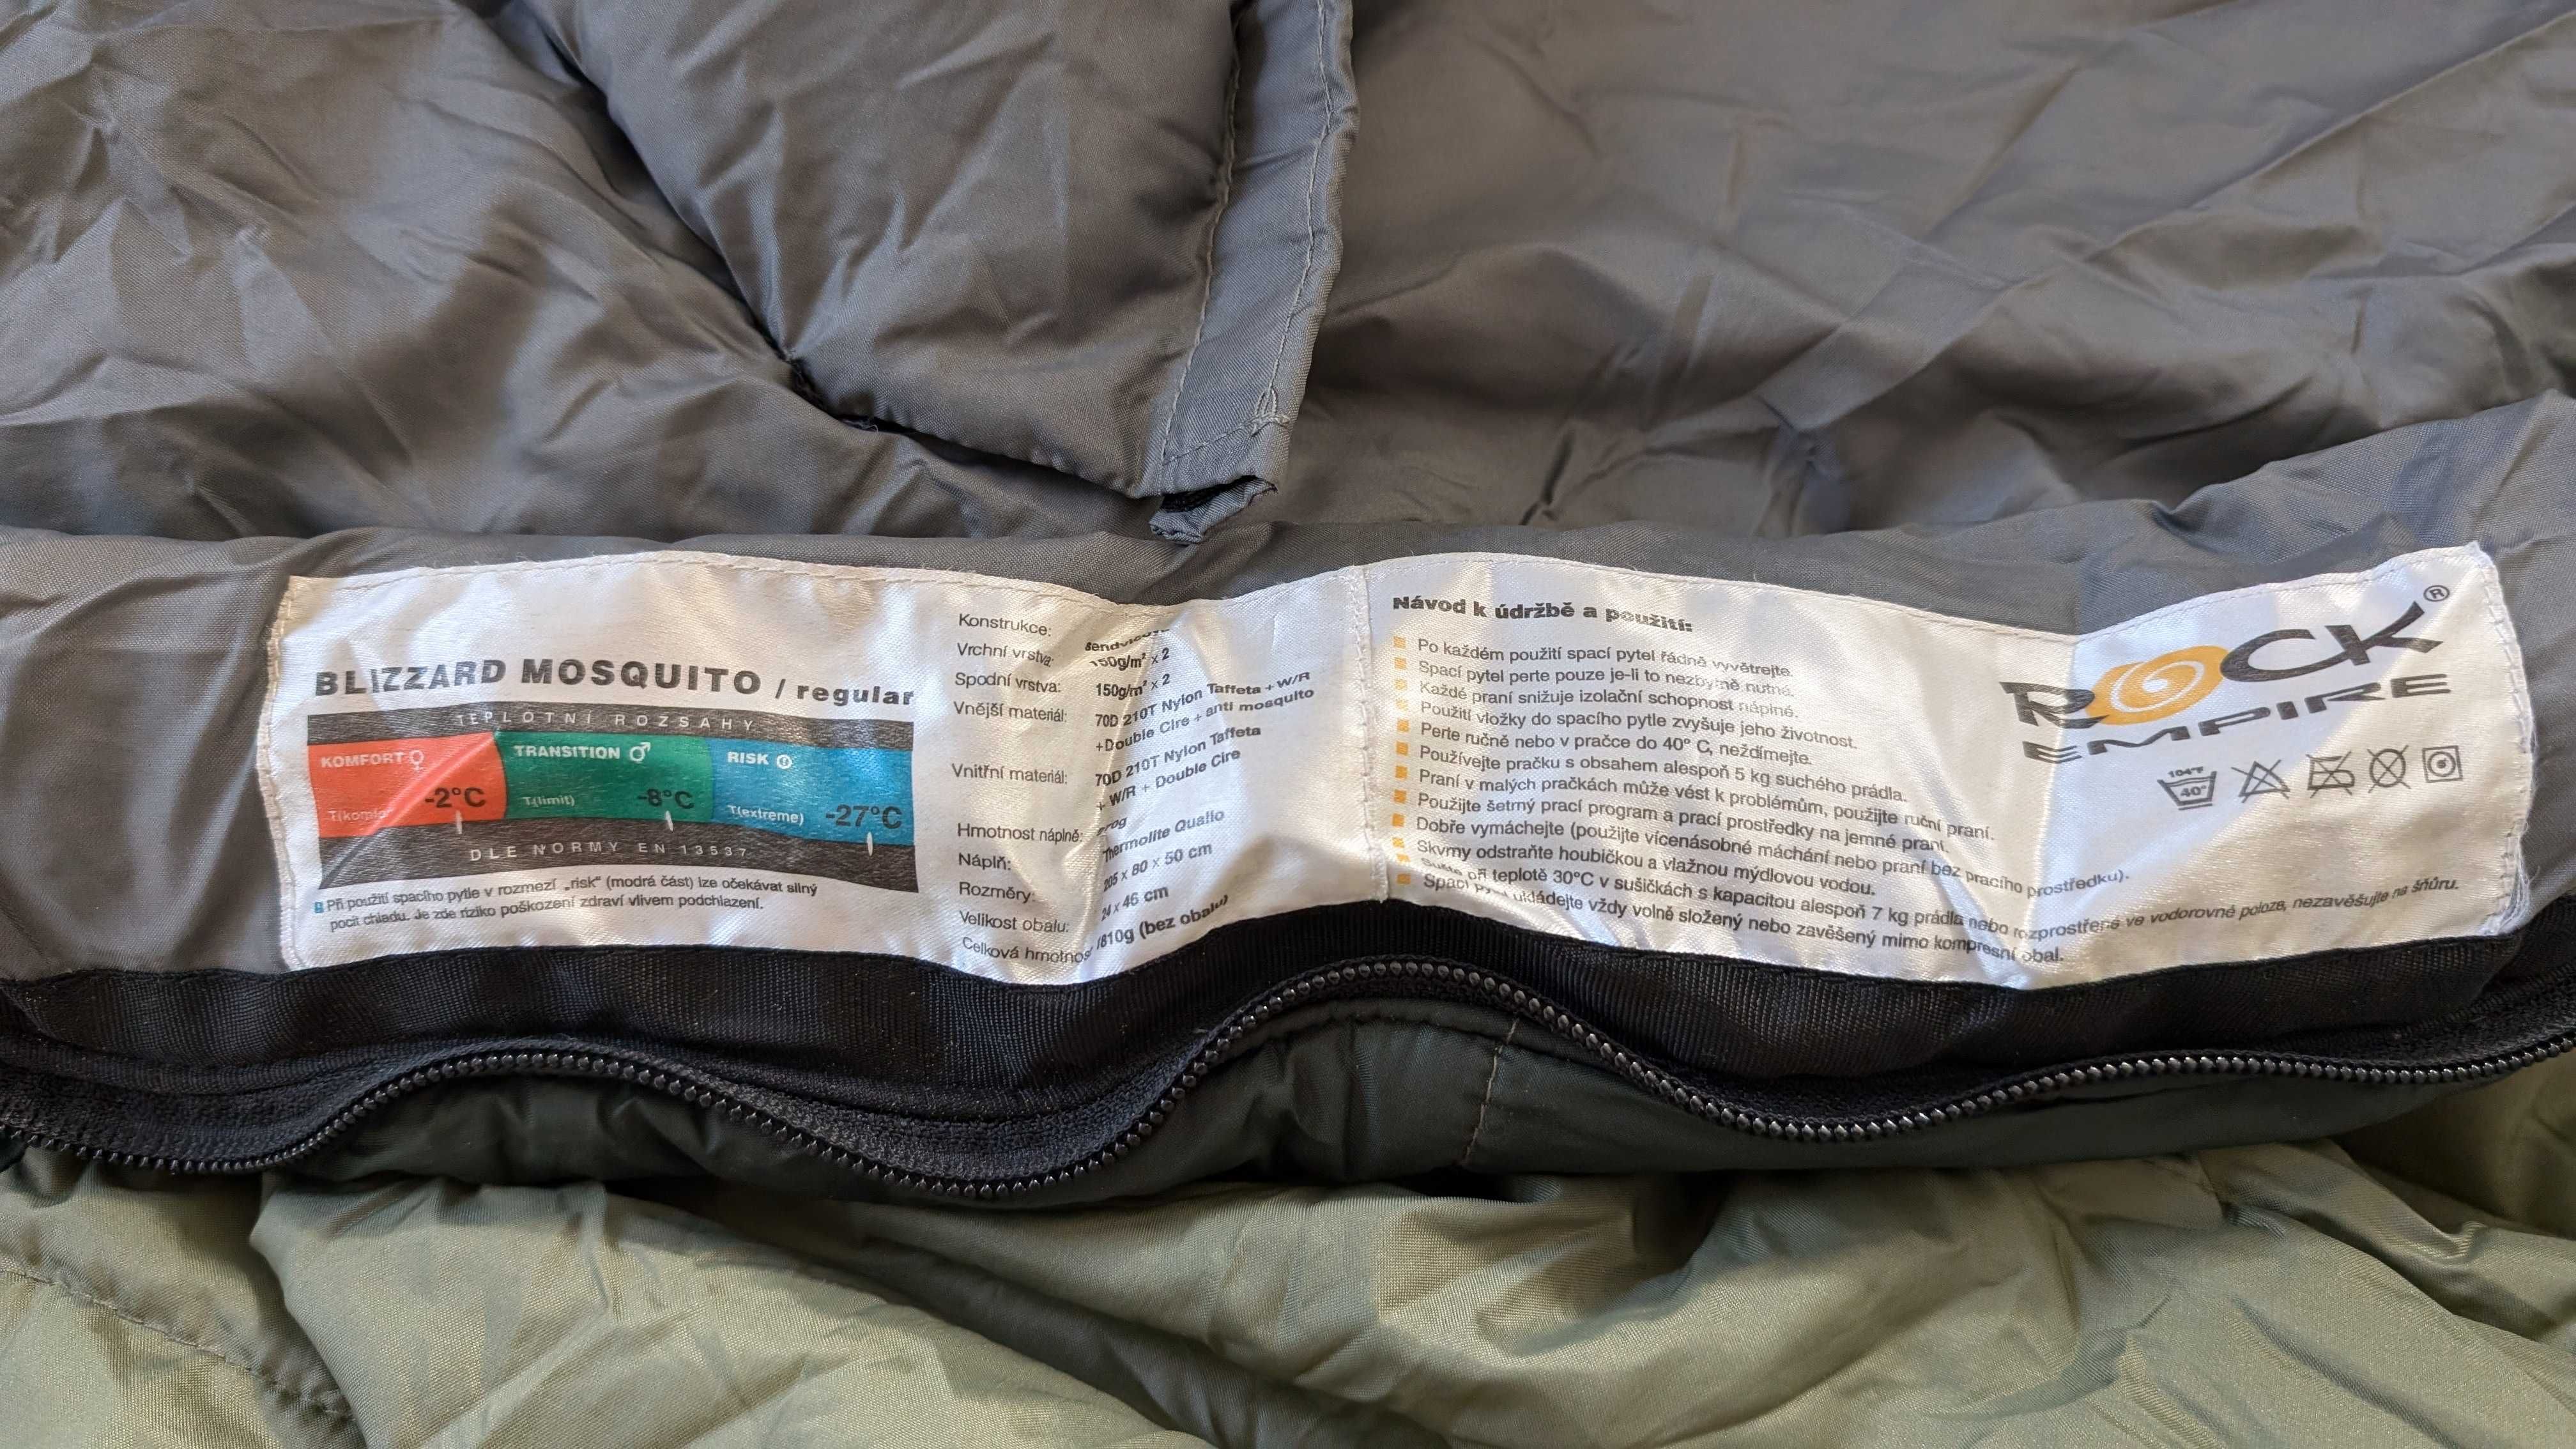 BLIZZARD MOSQUITO / regular
TEPLOTNÍ ROZSAHY
KOMFORT ♀ TRANSITION ♂ RISK
T(komfo -2°C T(limit) -8°C T(extreme) -27°C
DLE NORMY EN 13537
Při použití spacího pytle v rozmezí „risk" (modrá část) lze očekávat silný
pocit chladu. Je zde riziko poškození zdraví vlivem podchlazení.
Konstrukce:
Vrchní vrstva: 150g/m² x 2
Spodní vrstva: 150g/m² x 2
Vnější materiál: 70D 210T Nylon Taffeta + W/R
+Double Cire + anti mosquito
Vnitřní materiál: 70D 210T Nylon Taffeta
+ W/R + Double Cire
Hmotnost náplně:
Náplň: Thermolite Quallo
Rozměry: 205 x 80 x 50 cm
Velikost obalu: 24 x 46 cm
Celková hmotnos 1810g (bez obalu)
Návod k údržbě a použití:
Po každém použití spací pytel řádně vyvětrejte.
Spací pytel perte pouze je-li to nezbytně nutné.
Každé praní snižuje izolační schopnost náplně.
Použití vložky do spacího pytle zvyšuje jeho životnost.
Perte ručně nebo v pračce do 40° C, neždímejte.
Používejte pračku s obsahem alespoň 5 kg suchého prádla.
Praní v malých pračkách může vést k problémům, použijte ruční praní.
Použijte šetrný prací program a prací prostředky na jemné praní.
Dobře vymáchejte (použijte vícenásobné máchání nebo praní bez pracího prostředku).
Skvrny odstraňte houbičkou a vlažnou mýdlovou vodou.
při teplotě 30°C v sušičkách s kapacitou alespoň 7 kg prádla nebo rozprostřené ve vodorovné poloze, nezavěšujte na šňůru.
Spací ukládejte vždy volně složený nebo zavěšený mimo kompresní obal.
ROCK®
EMPIRE
104°F
40°